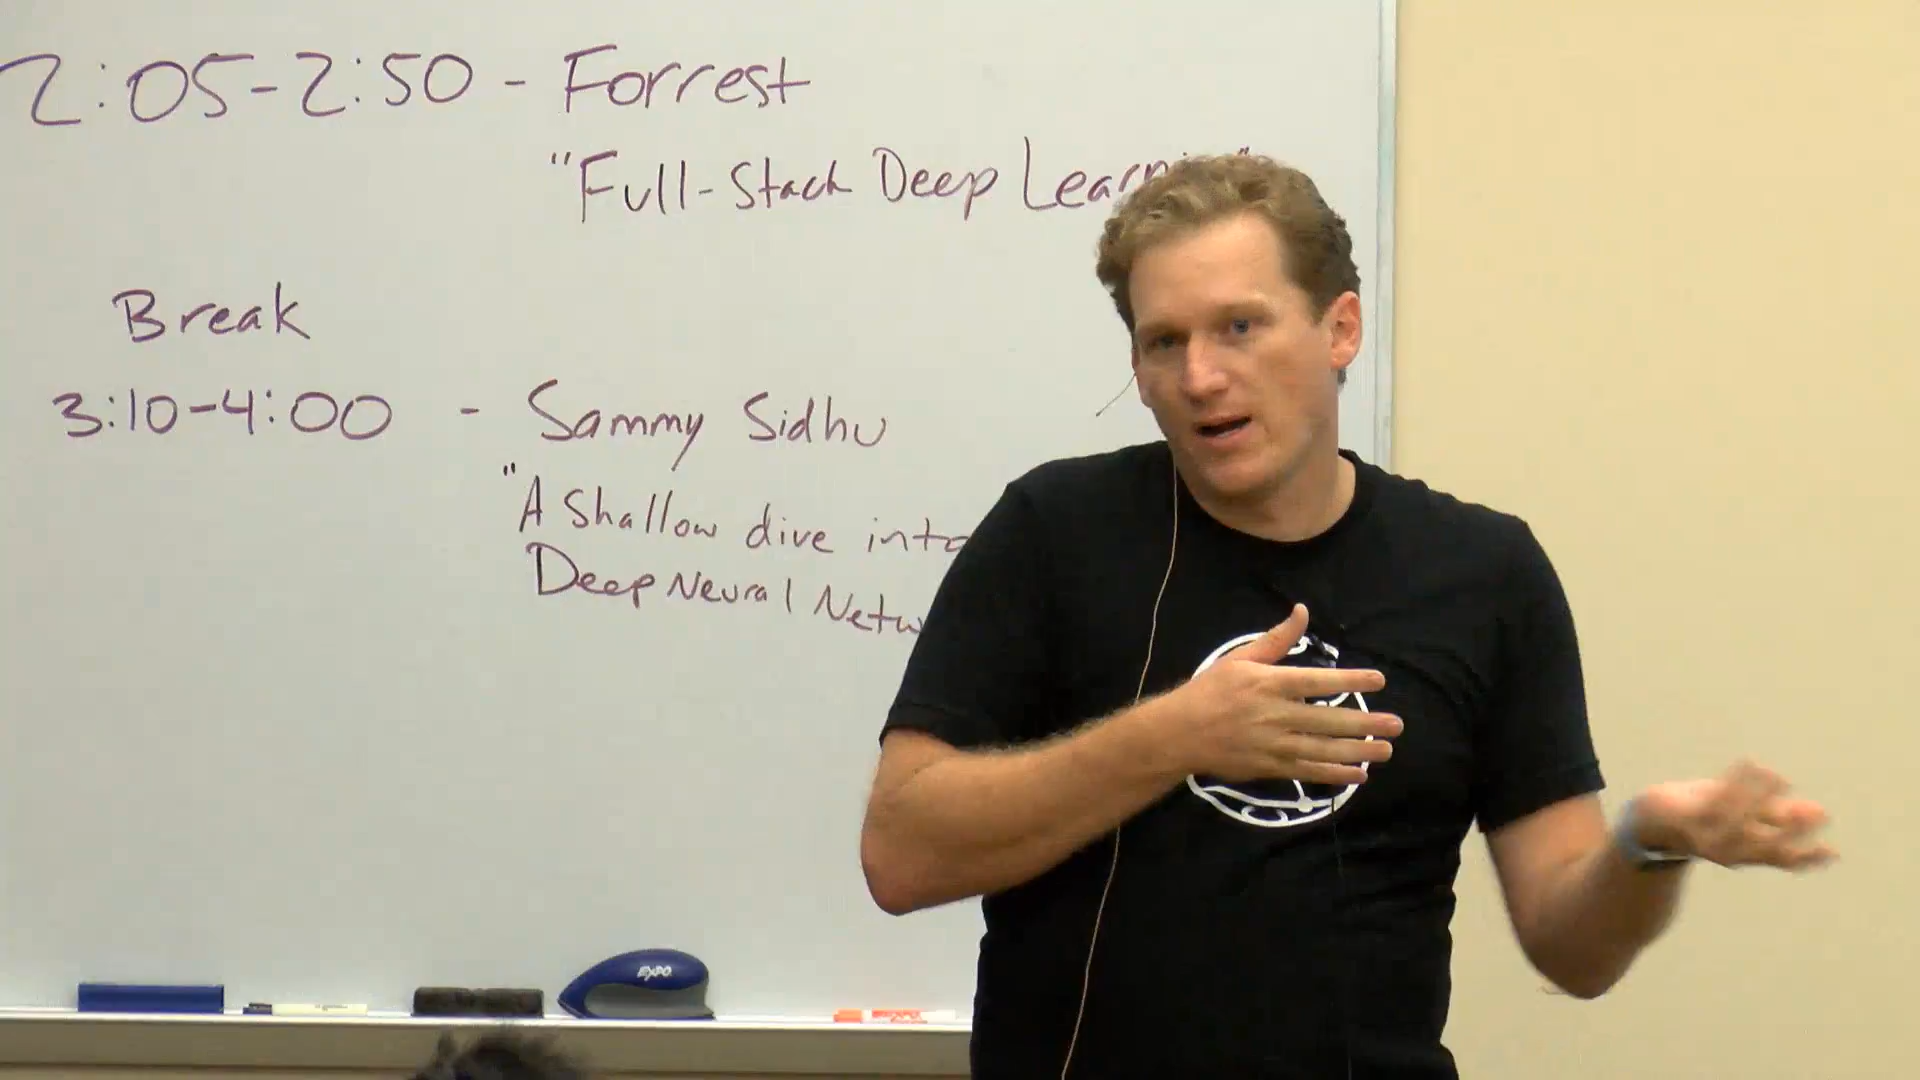 2:05-2:50 - Forrest
"Full-Stack Deep
Break
3:10-4:00 - Sammy Sidhu
"A Shallow dive into
Deep Neural
EXPO